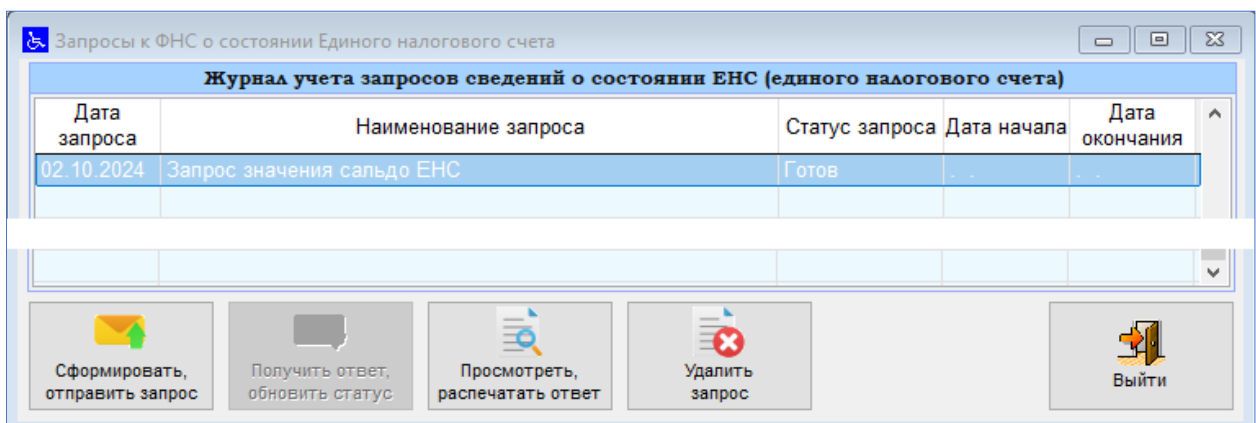 Запросы к ФНС о состоянии Единого налогового счета
Журнал учета запросов сведений о состоянии ЕНС (единого налогового счета)
Дата запроса Наименование запроса Статус запроса Дата начала Дата окончания
02.10.2024 Запрос значения сальдо ЕНС Готов . . . .
Сформировать, отправить запрос
Получить ответ, обновить статус
Просмотреть, распечатать ответ
Удалить запрос
Выйти